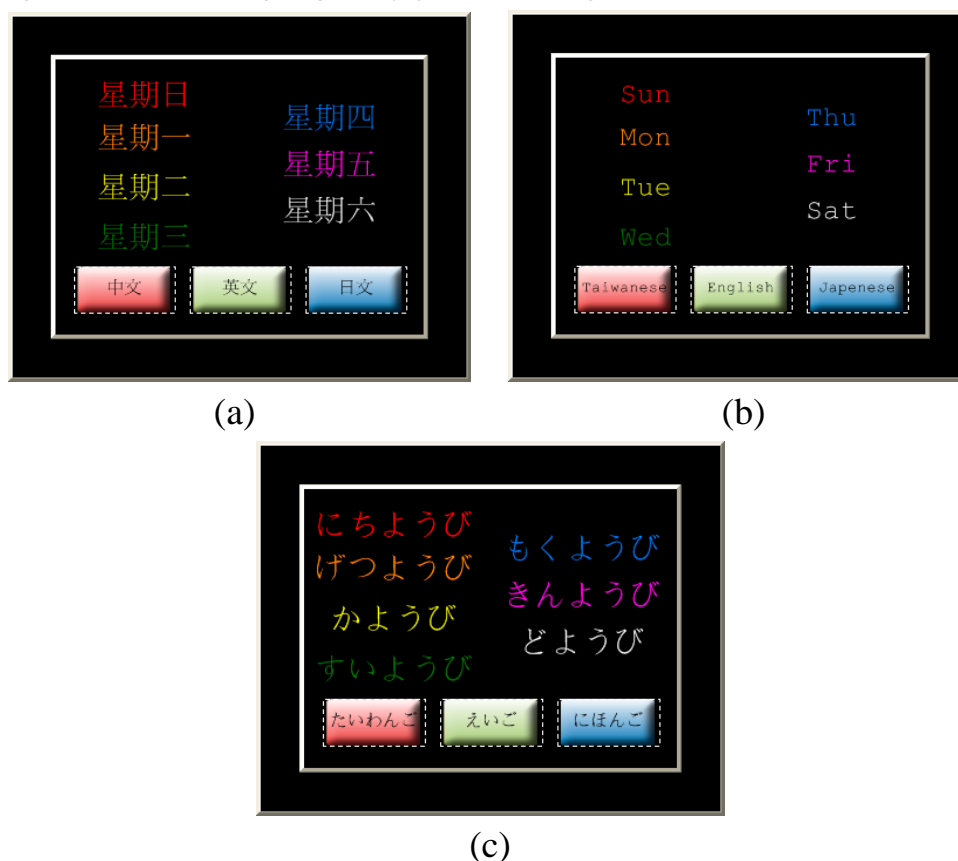 星期日
星期一
星期二
星期三
星期四
星期五
星期六
中文 英文 日文
(a)
Sun
Mon
Tue
Wed
Thu
Fri
Sat
Taiwanese English Japenese
(b)
にちようび
げつようび
かようび
すいようび
もくようび
きんようび
どようび
たいわんご えいご にほんご
(c)